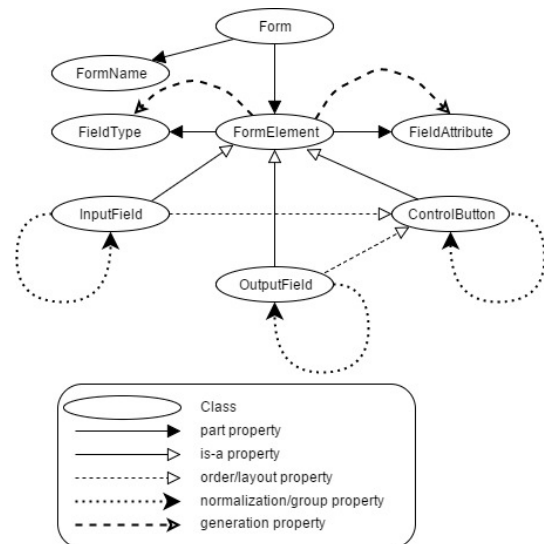 Form
FormName
FieldType
FormElement
FieldAttribute
InputField
ControlButton
OutputField
Class
part property
is-a property
order/layout property
normalization/group property
generation property